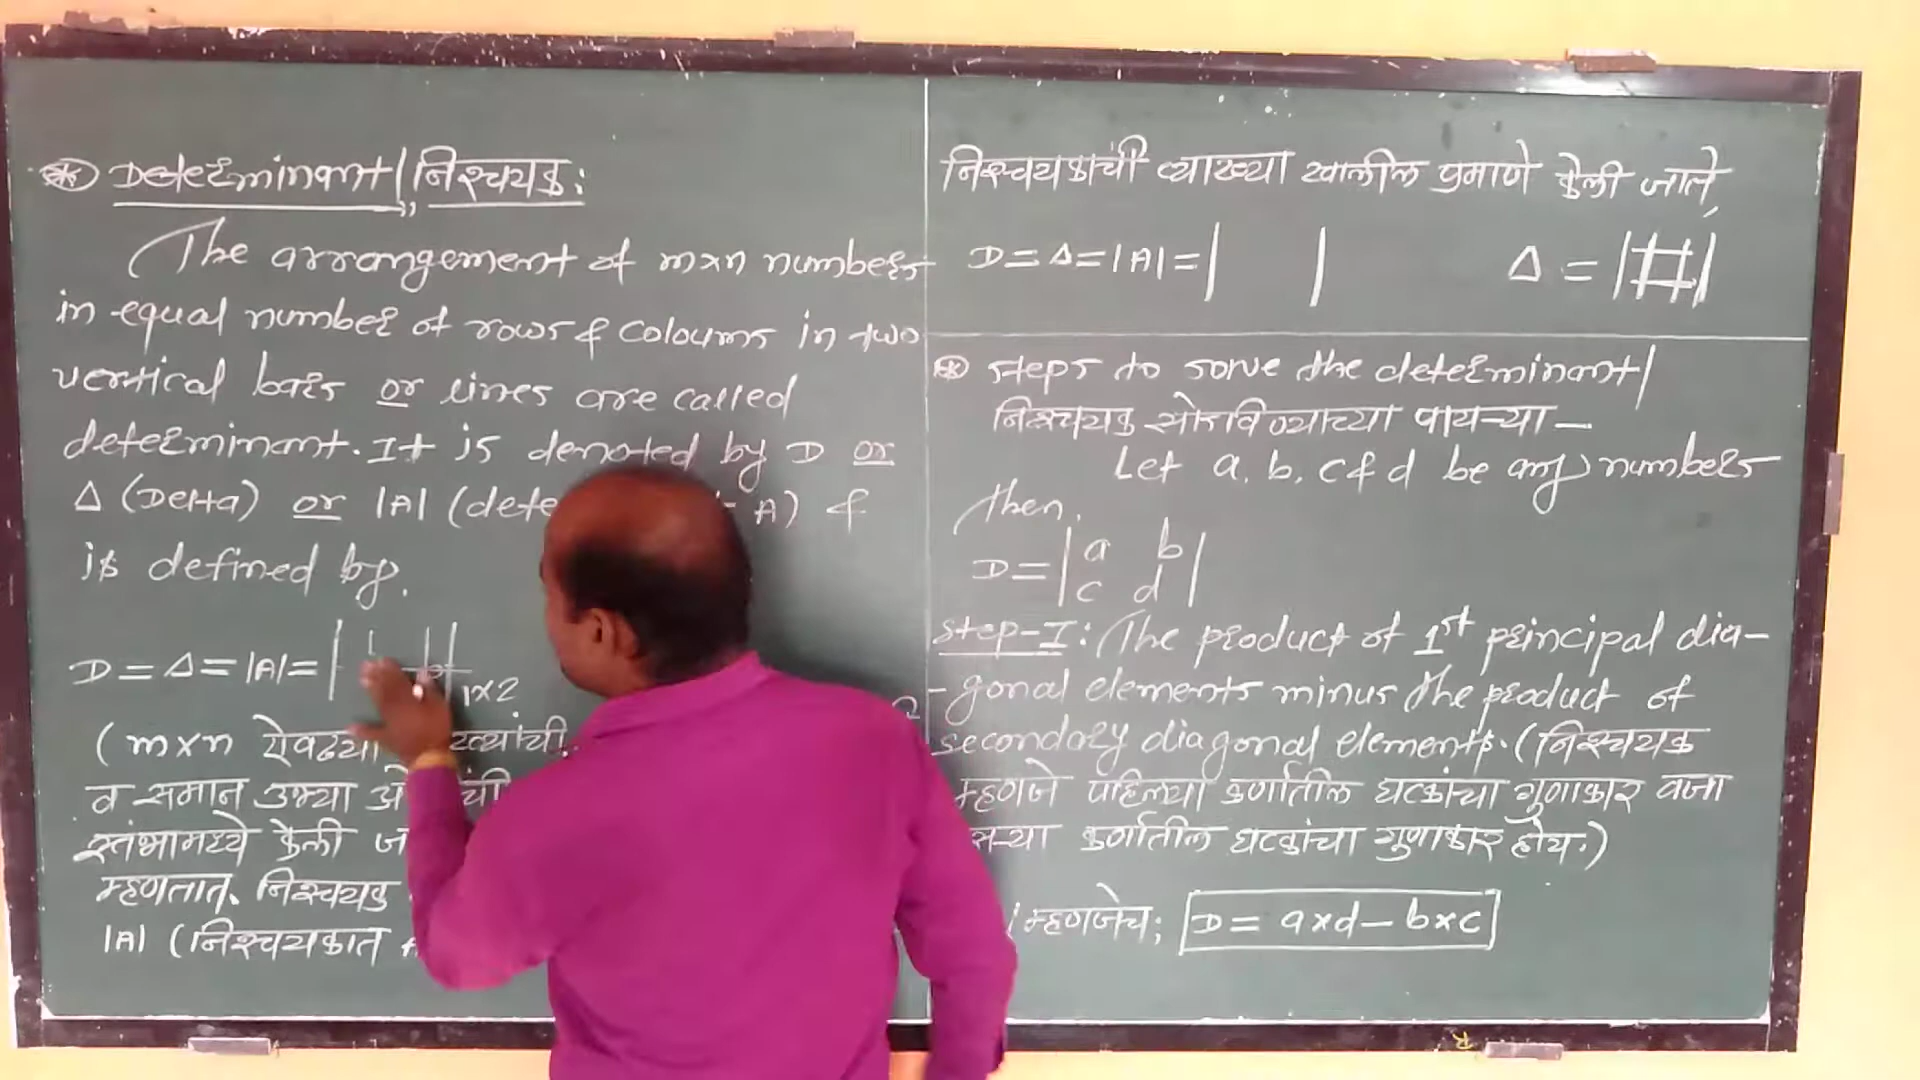 * Determinant / निश्चयक :
The arrangement of m×n numbers
in equal number of rows & coloums in two
vertical bars or lines are called
determinant. It is denoted by D or
Δ (Delta) or |A| (dete A) &
is defined by.
D = Δ = |A| = | | 1×2
(m×n येवढ्या
व समान उभ्या
स्तंभामध्ये केली
म्हणतात. निश्चयक
|A| (निश्चयकात
निश्चयकाची व्याख्या खालील प्रमाणे केली जाते,
D = Δ = |A| = | | Δ = |#|
* steps to solve the determinant /
निश्चयक सोडविण्याच्या पायऱ्या —
Let a, b, c & d be any numbers
then,
D = | a b |
| c d |
Step-I : The product of 1st principal dia-
-gonal elements minus the product of
secondary diagonal elements. (निश्चयक
म्हणजे पहिल्या कर्णातील घटकांचा गुणाकार वजा
कर्णातील घटकांचा गुणाकार होय.)
म्हणजेच; D = a×d – b×c